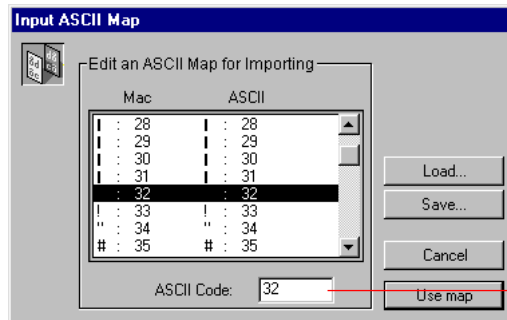 Input ASCII Map
Edit an ASCII Map for Importing
Mac ASCII
| : 28 | : 28
| : 29 | : 29
| : 30 | : 30
| : 31 | : 31
: 32 : 32
! : 33 ! : 33
" : 34 " : 34
# : 35 # : 35
ASCII Code: 32
Load...
Save...
Cancel
Use map